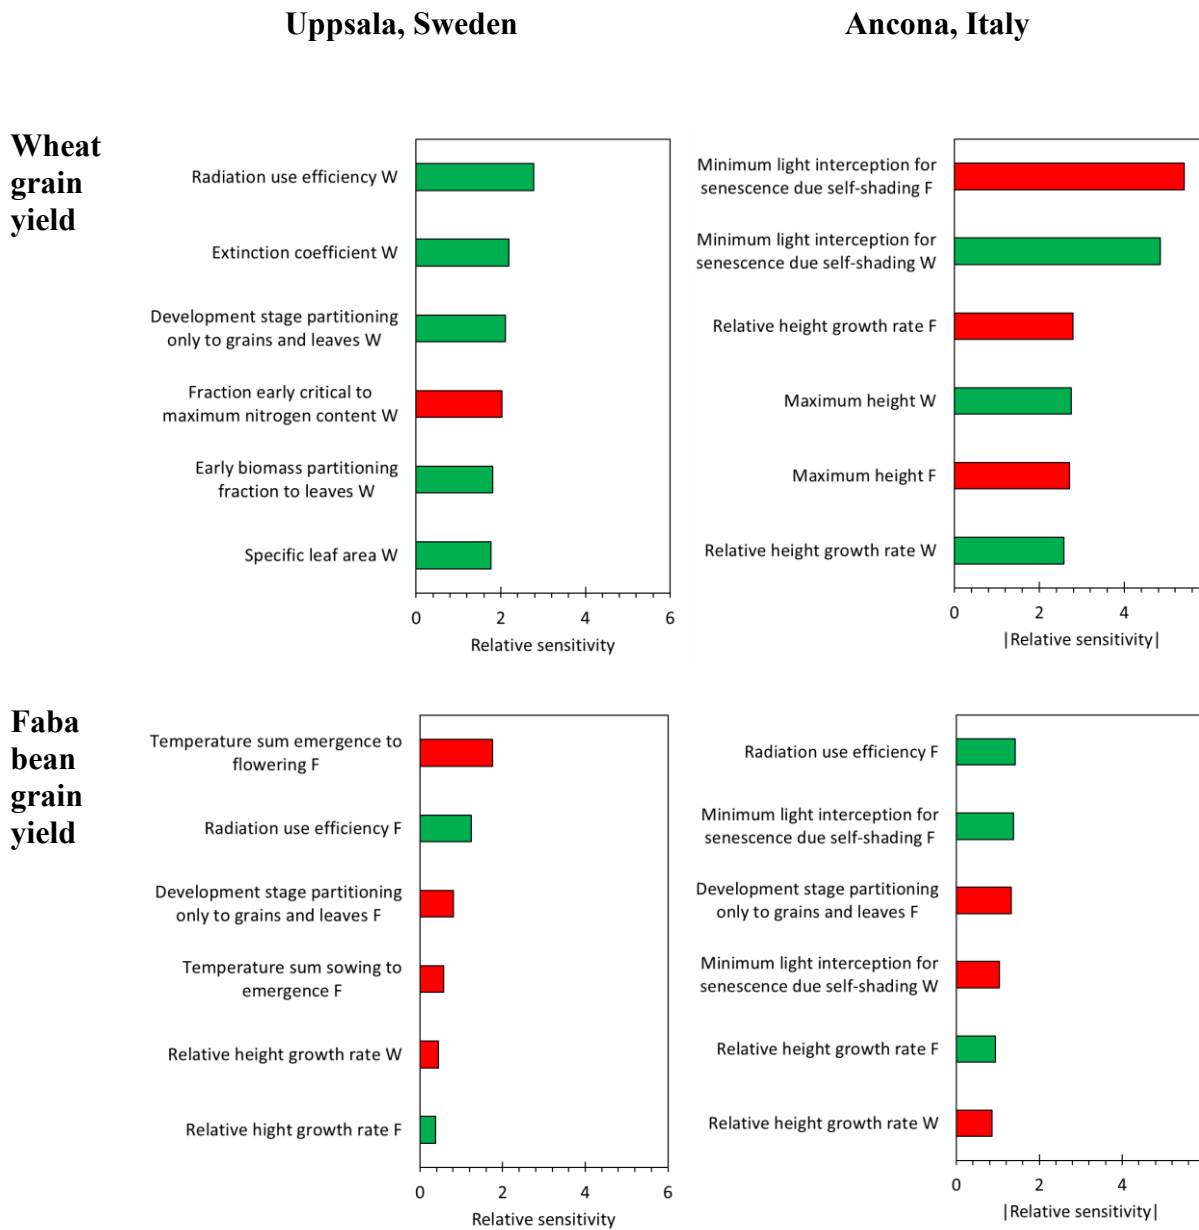 Uppsala, Sweden
Ancona, Italy
Wheat
grain
yield
Radiation use efficiency W
Extinction coefficient W
Development stage partitioning
only to grains and leaves W
Fraction early critical to
maximum nitrogen content W
Early biomass partitioning
fraction to leaves W
Specific leaf area W
0 2 4 6
Relative sensitivity
Minimum light interception for
senescence due self-shading F
Minimum light interception for
senescence due self-shading W
Relative height growth rate F
Maximum height W
Maximum height F
Relative height growth rate W
0 2 4
|Relative sensitivity|
Faba
bean
grain
yield
Temperature sum emergence to
flowering F
Radiation use efficiency F
Development stage partitioning
only to grains and leaves F
Temperature sum sowing to
emergence F
Relative height growth rate W
Relative hight growth rate F
0 2 4 6
Relative sensitivity
Radiation use efficiency F
Minimum light interception for
senescence due self-shading F
Development stage partitioning
only to grains and leaves F
Minimum light interception for
senescence due self-shading W
Relative height growth rate F
Relative height growth rate W
0 2 4
|Relative sensitivity|